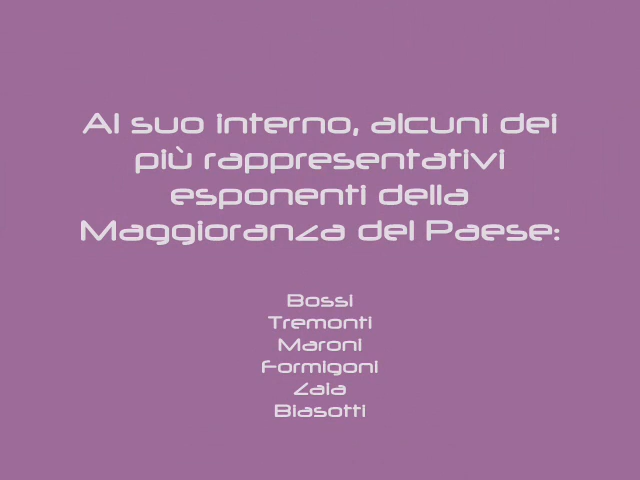 Al suo interno, alcuni dei
più rappresentativi
esponenti della
Maggioranza del Paese:
Bossi
Tremonti
Maroni
Formigoni
Zaia
Biasotti